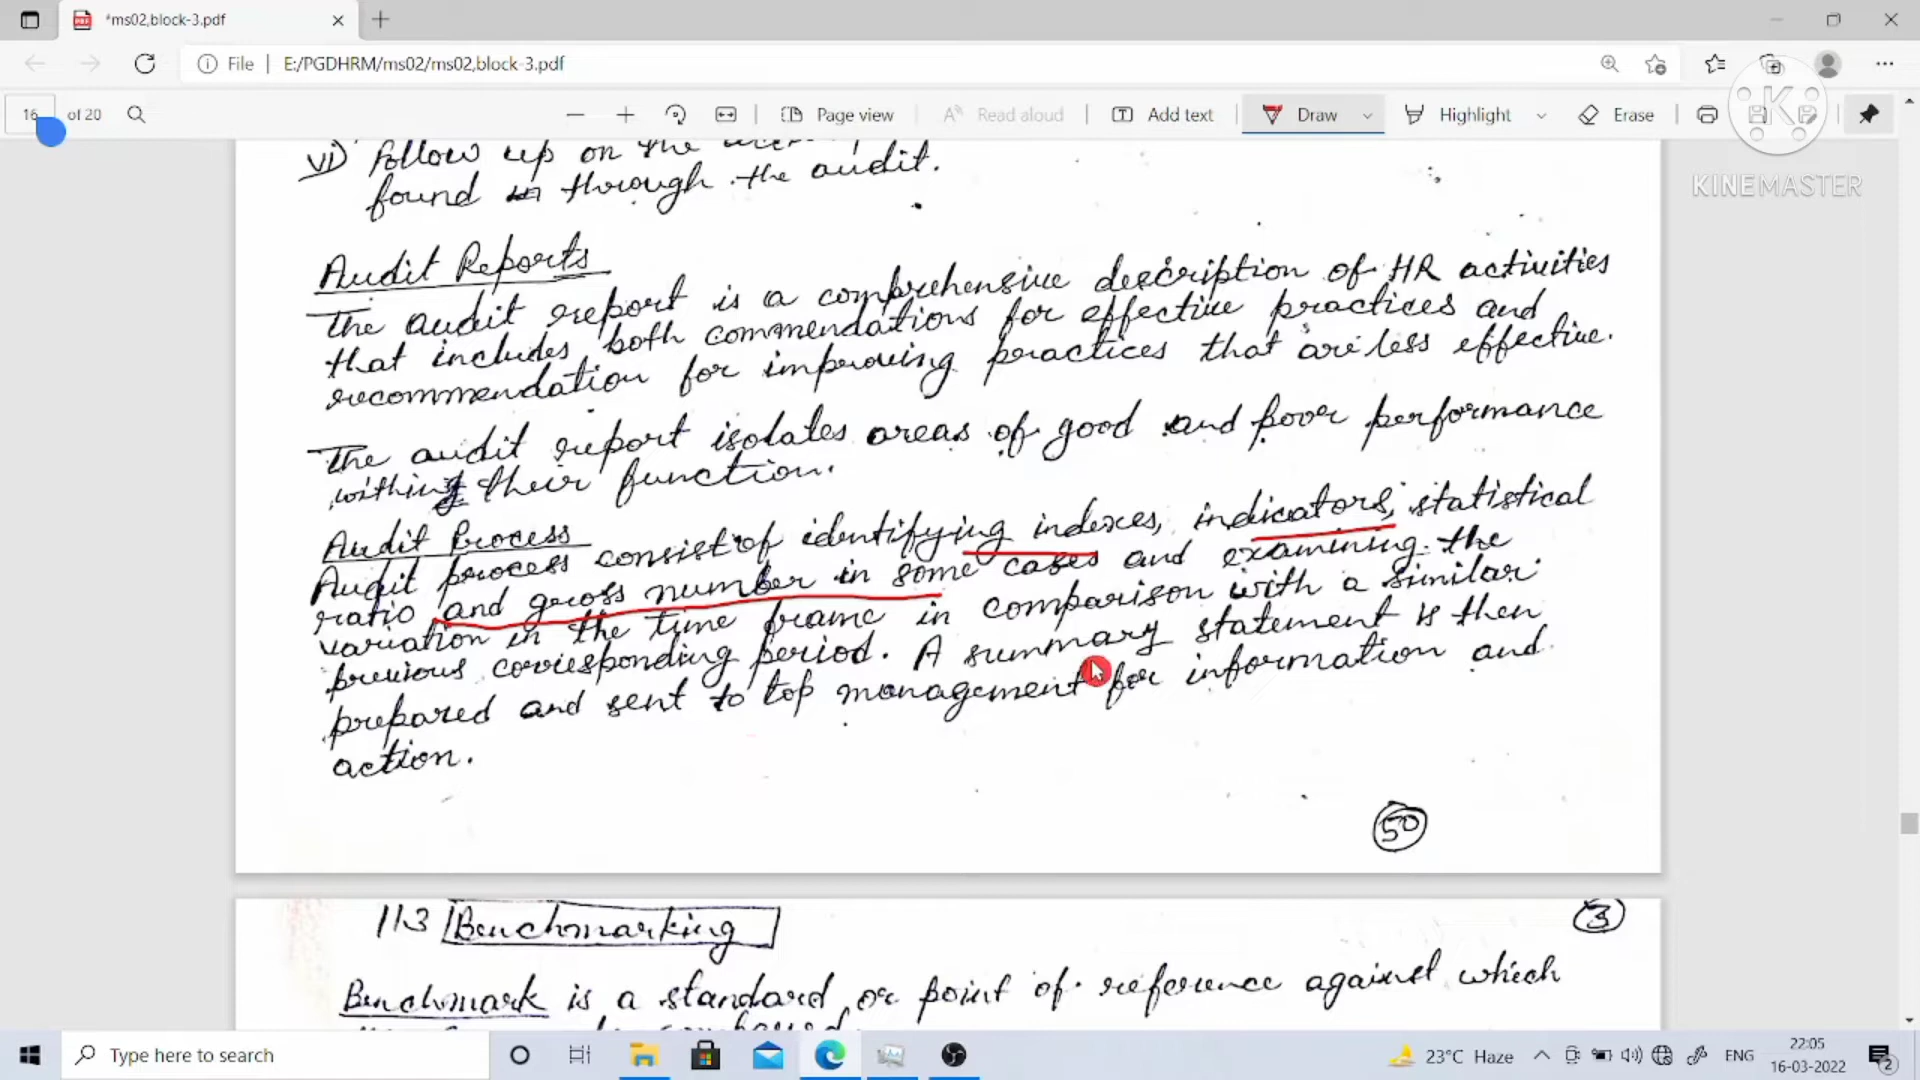 *ms02,block-3.pdf
File E:/PGDHRM/ms02/ms02,block-3.pdf
16 of 20 Page view Read aloud Add text Draw Highlight Erase
KINEMASTER
vi) Follow up on the
found in through the audit.
Audit Reports
The audit report is a comprehensive description of HR activities
that includes both commendations for effective practices and
recommendation for improving practices that are less effective.
The audit report isolates areas of good and poor performance
withing their function.
Audit Process
Audit process consist of identifying indexes, indicators, statistical
ratio and gross number in some cases and examining the
variation in the time frame in comparison with a similar
previous corresponding period. A summary statement is then
prepared and sent to top management for information and
action.
50
11.3 Benchmarking 3
Benchmark is a standard or point of reference against which
Type here to search
23°C Haze ENG 22:05
16-03-2022
2